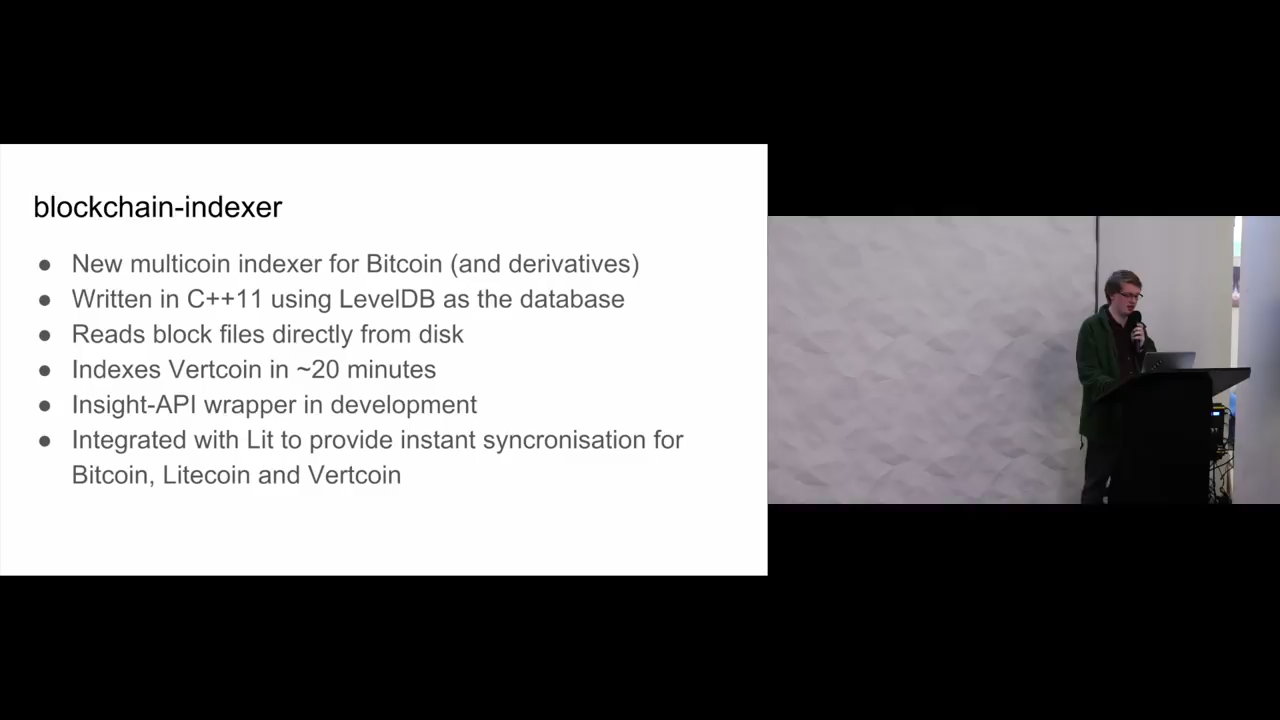 blockchain-indexer
● New multicoin indexer for Bitcoin (and derivatives)
● Written in C++11 using LevelDB as the database
● Reads block files directly from disk
● Indexes Vertcoin in ~20 minutes
● Insight-API wrapper in development
● Integrated with Lit to provide instant syncronisation for
Bitcoin, Litecoin and Vertcoin